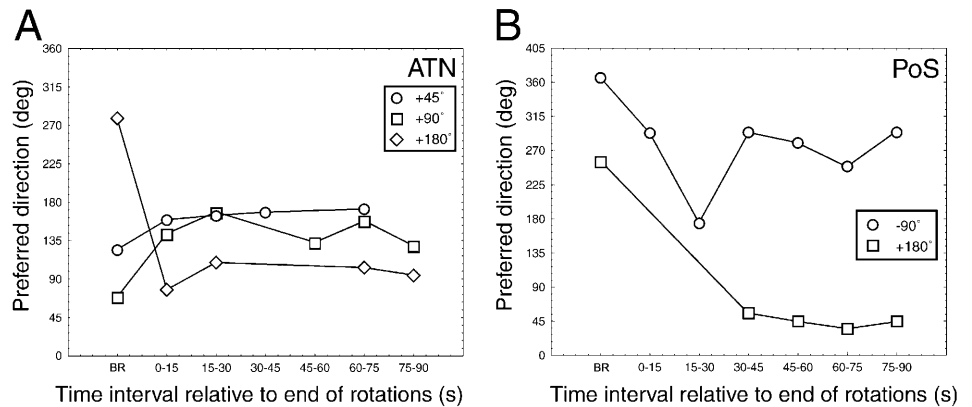 A
ATN
Preferred direction (deg)
360
315
270
225
180
135
90
45
0
+45°
+90°
+180°
BR 0-15 15-30 30-45 45-60 60-75 75-90
Time interval relative to end of rotations (s)
B
PoS
Preferred direction (deg)
405
360
315
270
225
180
135
90
45
0
-90°
+180°
BR 0-15 15-30 30-45 45-60 60-75 75-90
Time interval relative to end of rotations (s)